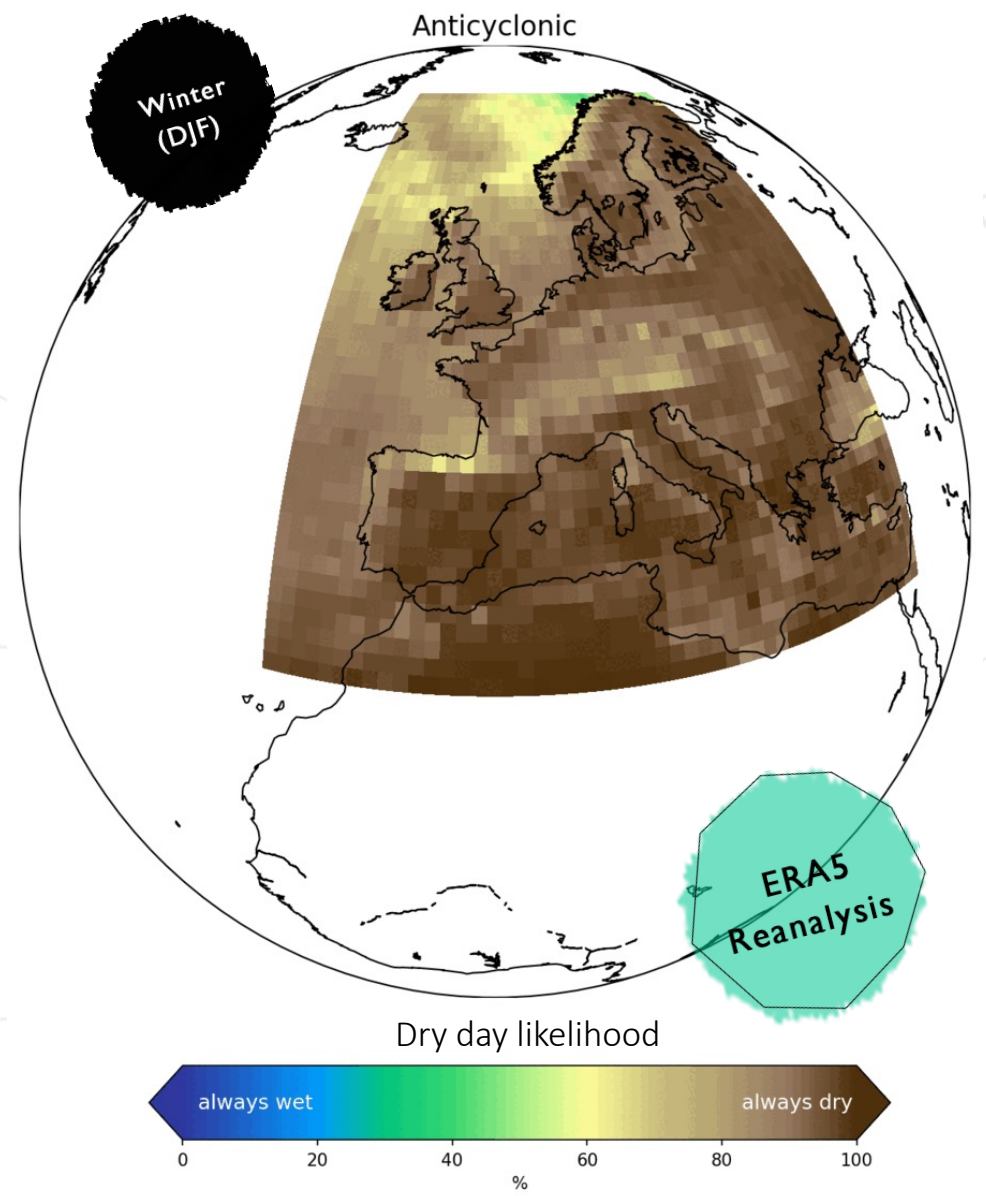 Anticyclonic
Winter
(DJF)
ERA5
Reanalysis
Dry day likelihood
always wet
always dry
0 20 40 60 80 100
%